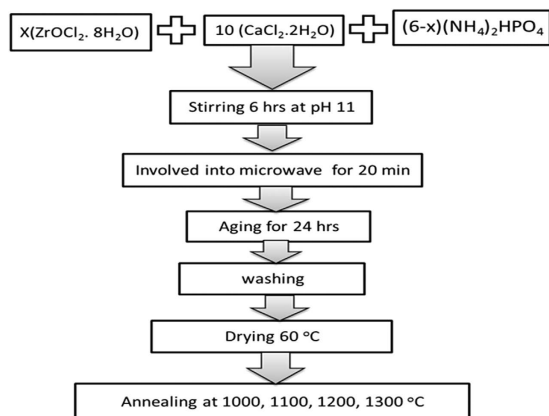 X(ZrOCl₂. 8H₂O)
10 (CaCl₂.2H₂O)
(6-x)(NH₄)₂HPO₄
Stirring 6 hrs at pH 11
Involved into microwave for 20 min
Aging for 24 hrs
washing
Drying 60 °C
Annealing at 1000, 1100, 1200, 1300 °C